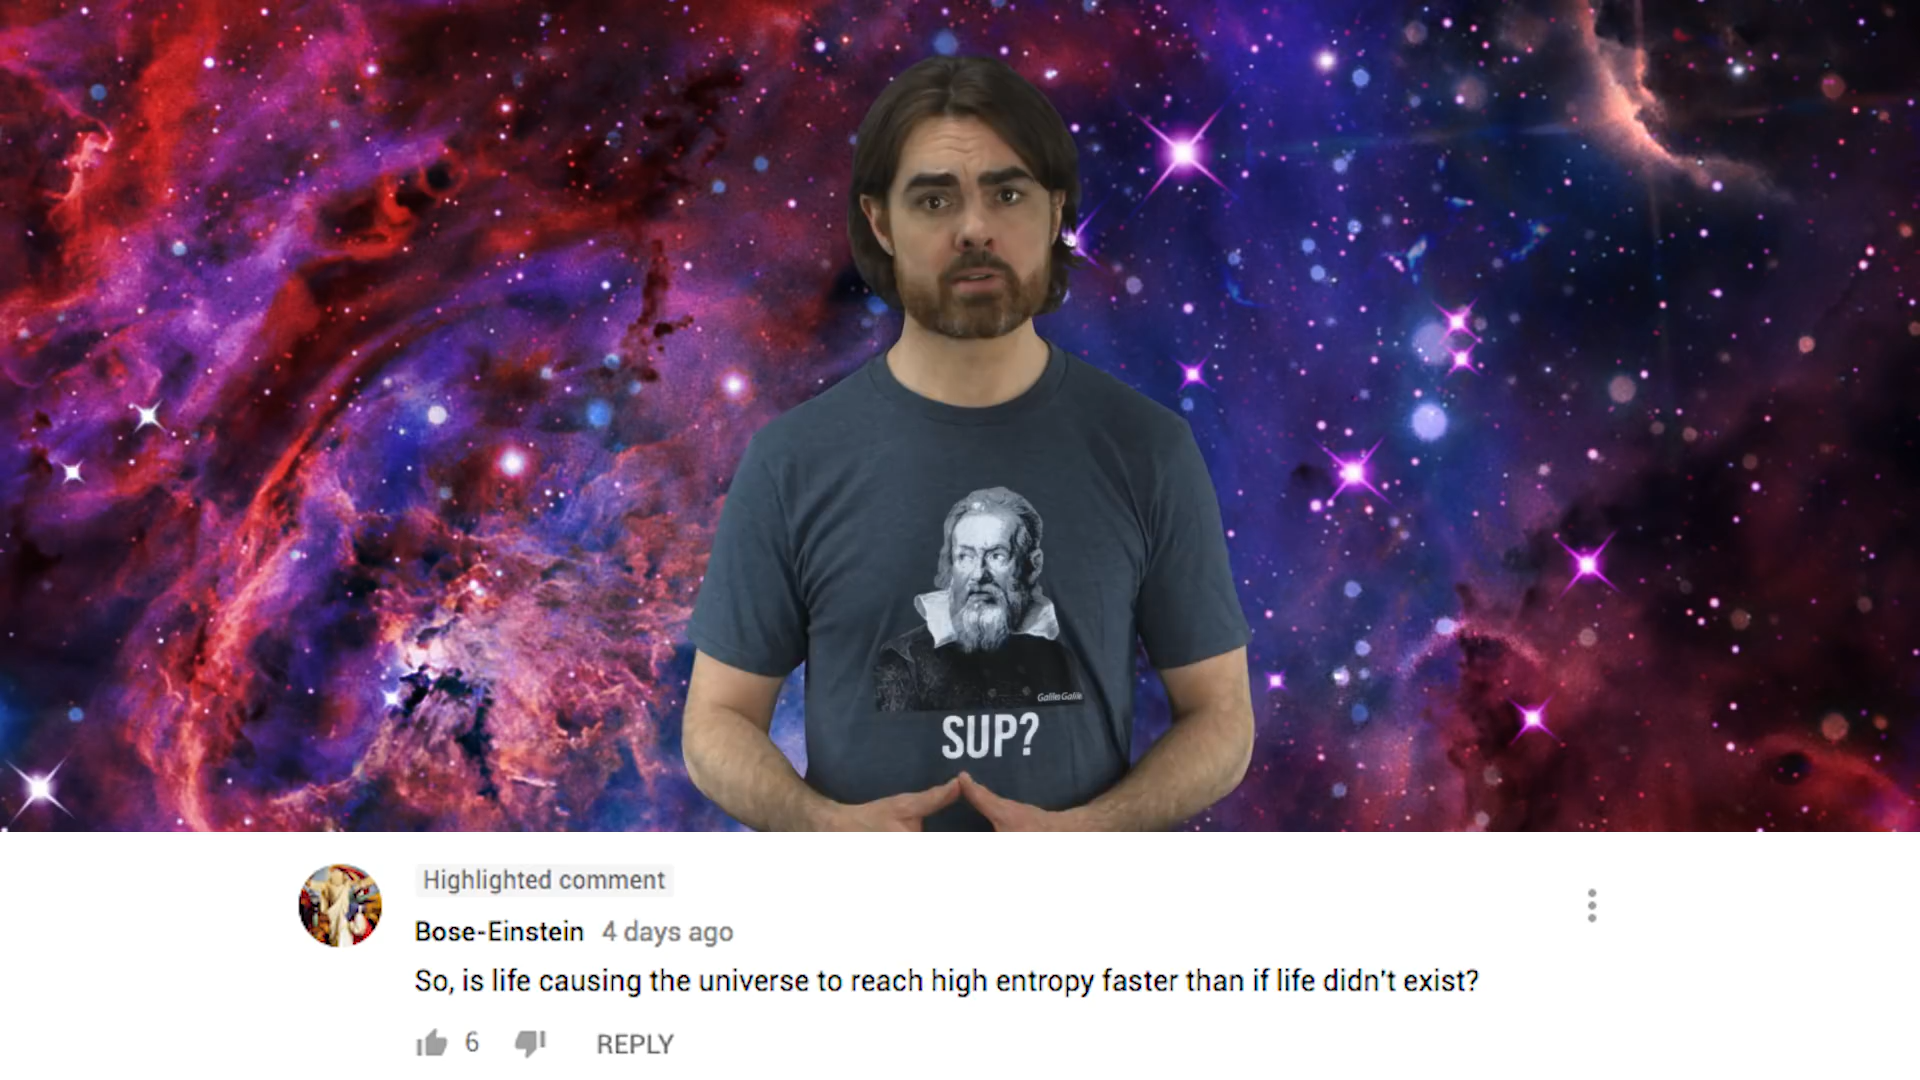 Galileo Galilei
SUP?
Highlighted comment
Bose-Einstein 4 days ago
So, is life causing the universe to reach high entropy faster than if life didn't exist?
6
REPLY